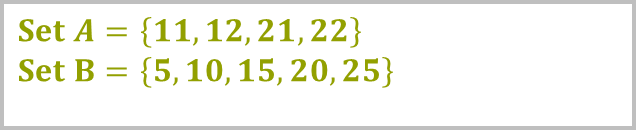 Set A = {11, 12, 21, 22}
Set B = {5, 10, 15, 20, 25}